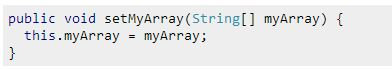 public void setMyArray(String[] myArray) {
  this.myArray = myArray;
}